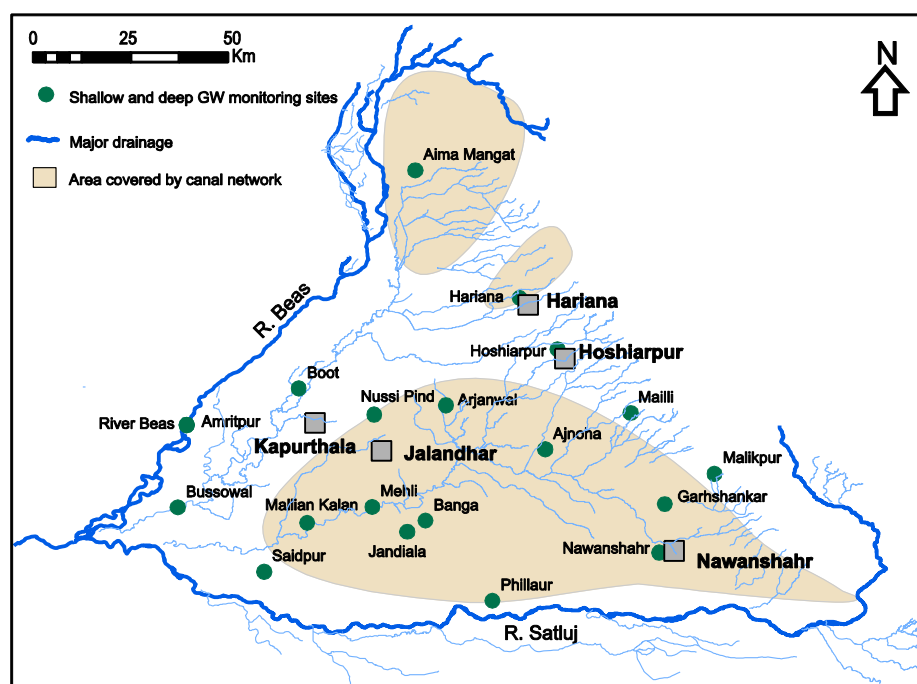 0 25 50
Km
N
Shallow and deep GW monitoring sites
Major drainage
Area covered by canal network
Aima Mangat
R. Beas
Hariana
Hariana
Hoshiarpur
Hoshiarpur
Boot
Nussi Pind
Arjanwal
Mailli
River Beas
Amritpur
Kapurthala
Jalandhar
Ajnoha
Malikpur
Bussowal
Mallian Kalan
Mehli
Banga
Garhshankar
Jandiala
Nawanshahr
Nawanshahr
Saidpur
Phillaur
R. Satluj